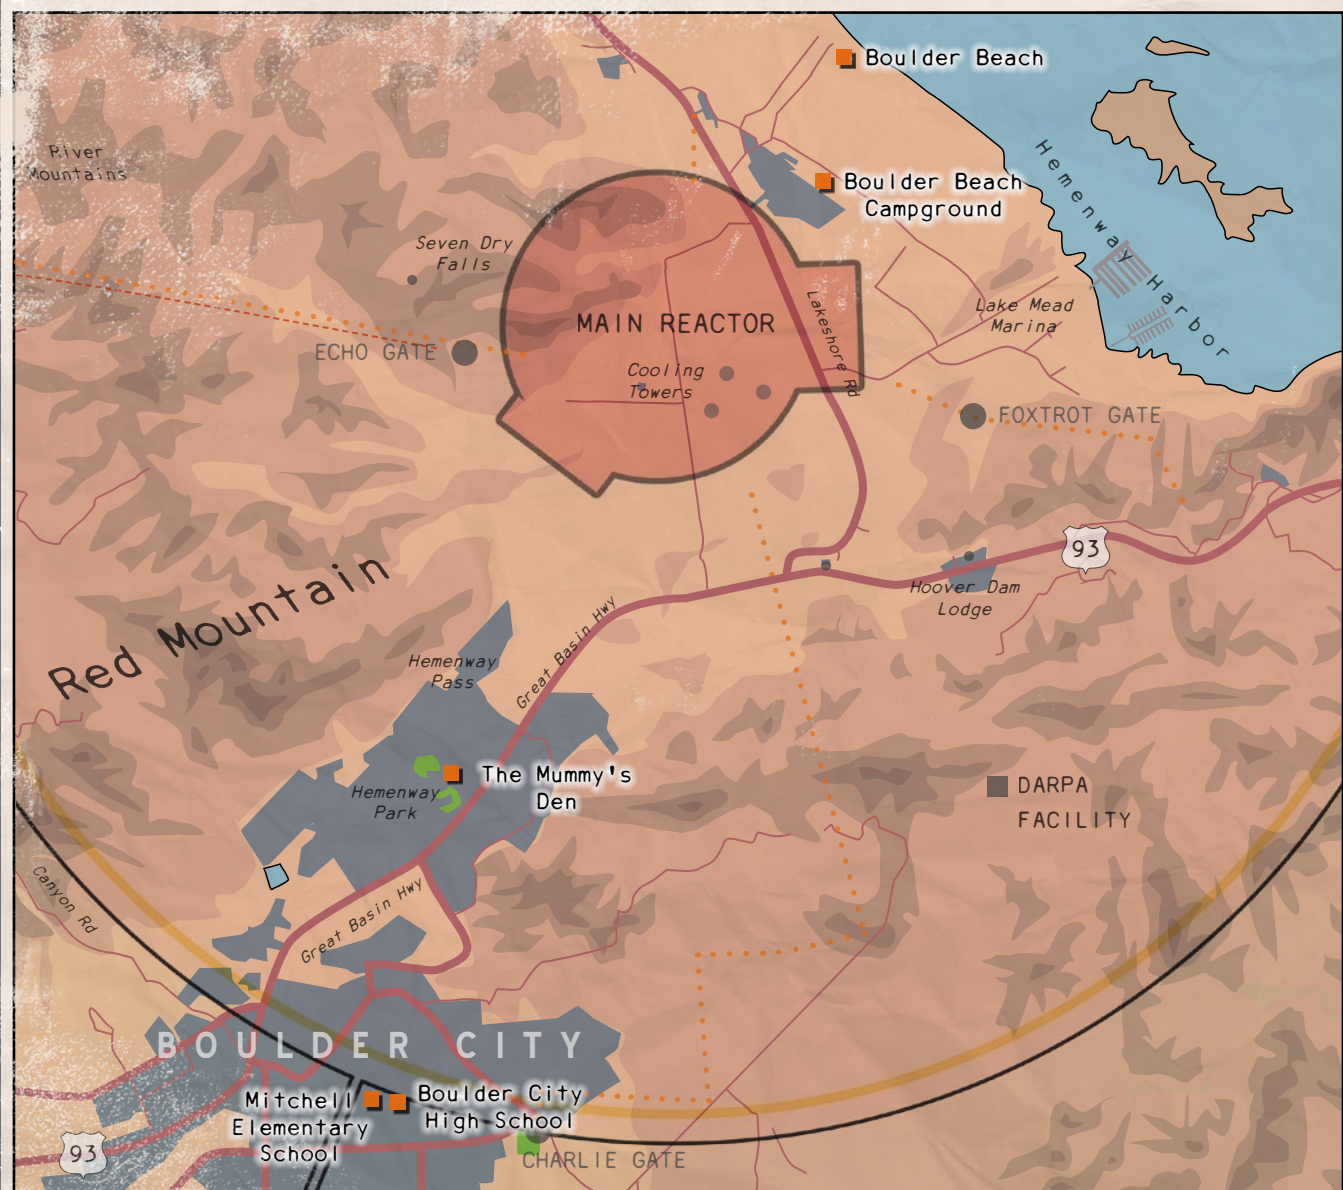 Boulder Beach
River
Mountains
Boulder Beach
Campground
Hemenway Harbor
Seven Dry
Falls
Lake Mead
Marina
MAIN REACTOR
Lakeshore Rd
ECHO GATE
Cooling
Towers
FOXTROT GATE
93
Red Mountain
Hoover Dam
Lodge
Great Basin Hwy
Hemenway
Pass
The Mummy's
Den
Hemenway
Park
DARPA
FACILITY
Canyon Rd
Great Basin Hwy
BOULDER CITY
Mitchell
Elementary
School
Boulder City
High School
93
CHARLIE GATE